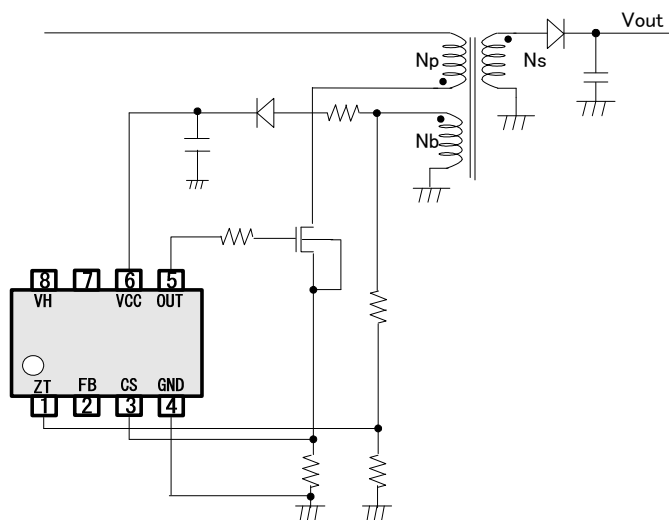 Vout
Np
Ns
Nb
8 7 6 5
VH VCC OUT
ZT FB CS GND
1 2 3 4